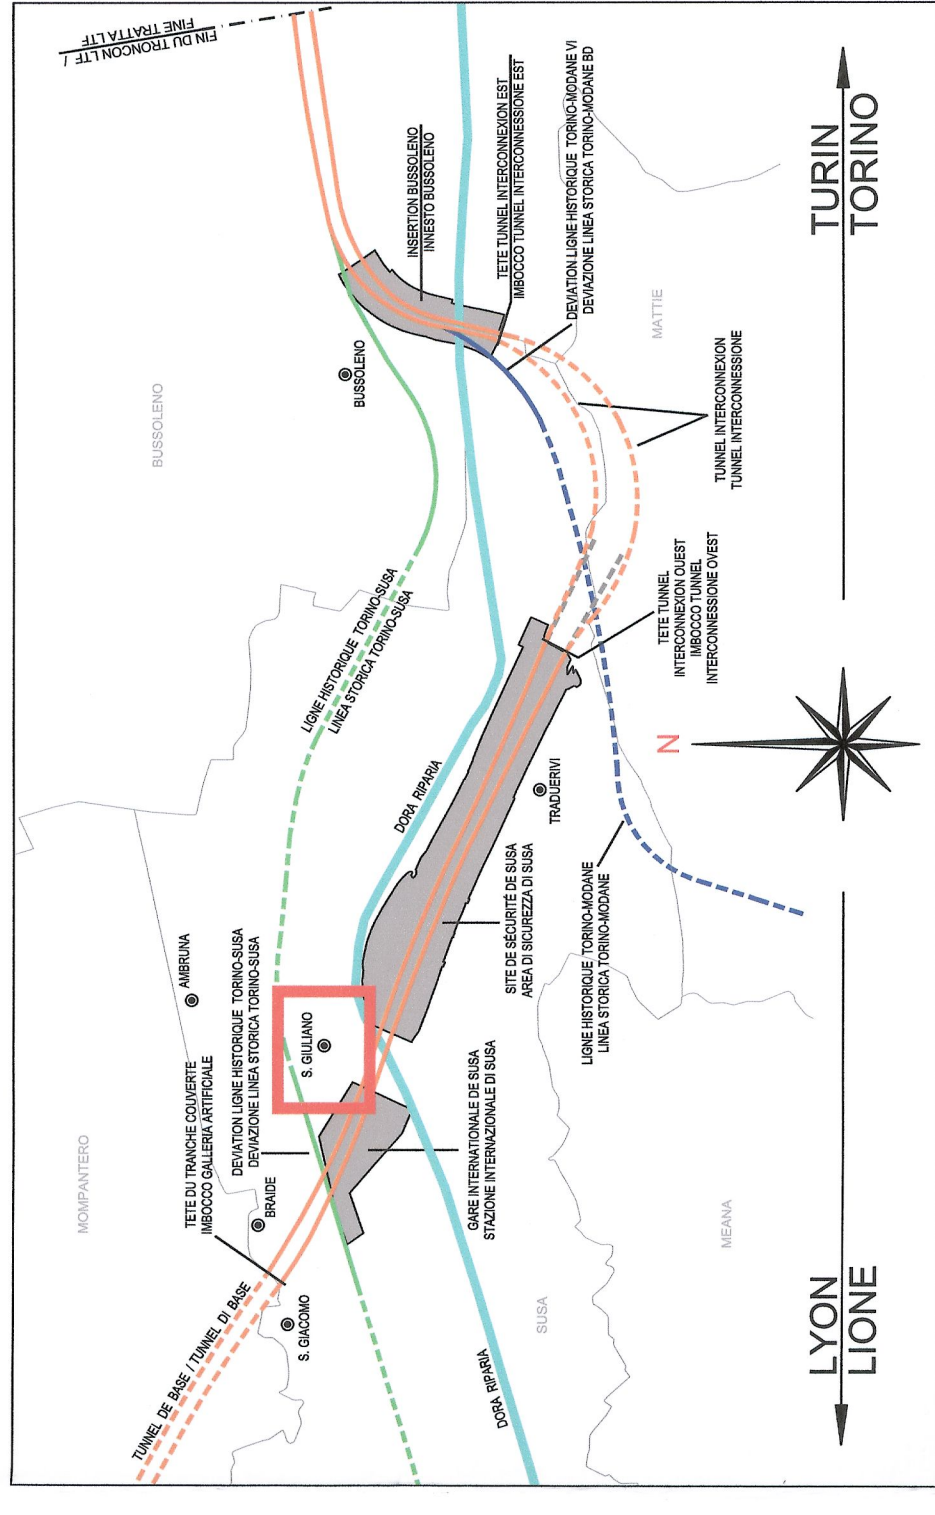 FIN DU TRONCON LTF /
FINE TRATTA LTF
INSERTION BUSSOLENO
INNESTO BUSSOLENO
TETE TUNNEL INTERCONNEXION EST
IMBOCCO TUNNEL INTERCONNESSIONE EST
DEVIATION LIGNE HISTORIQUE TORINO-MODANE VI
DEVIAZIONE LINEA STORICA TORINO-MODANE BD
TURIN
TORINO
BUSSOLENO
BUSSOLENO
MATTIE
TUNNEL INTERCONNEXION
TUNNEL INTERCONNESSIONE
LIGNE HISTORIQUE TORINO-SUSA
LINEA STORICA TORINO-SUSA
TETE TUNNEL
INTERCONNEXION OUEST
IMBOCCO TUNNEL
INTERCONNESSIONE OVEST
N
DORA RIPARIA
TRADUERIVI
AMBRUNA
DEVIATION LIGNE HISTORIQUE TORINO-SUSA
DEVIAZIONE LINEA STORICA TORINO-SUSA
S. GIULIANO
SITE DE SÉCURITÉ DE SUSA
AREA DI SICUREZZA DI SUSA
LIGNE HISTORIQUE TORINO-MODANE
LINEA STORICA TORINO-MODANE
MOMPANTERO
TETE DU TRANCHE COUVERTE
IMBOCCO GALLERIA ARTIFICIALE
BRAIDE
GARE INTERNATIONALE DE SUSA
STAZIONE INTERNAZIONALE DI SUSA
MEANA
TUNNEL DE BASE / TUNNEL DI BASE
S. GIACOMO
SUSA
DORA RIPARIA
LYON
LIONE